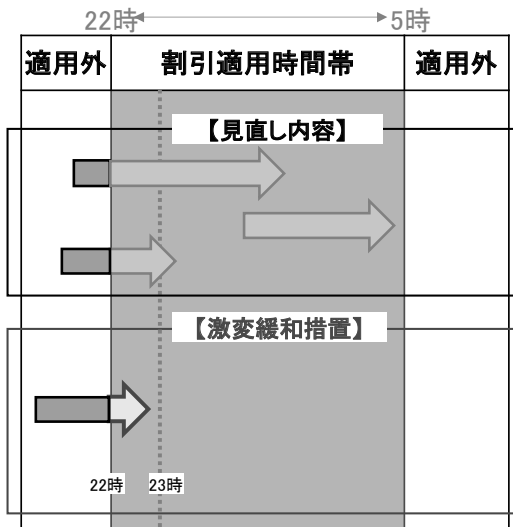 22時 5時
適用外 割引適用時間帯 適用外
【見直し内容】
【激変緩和措置】
22時 23時